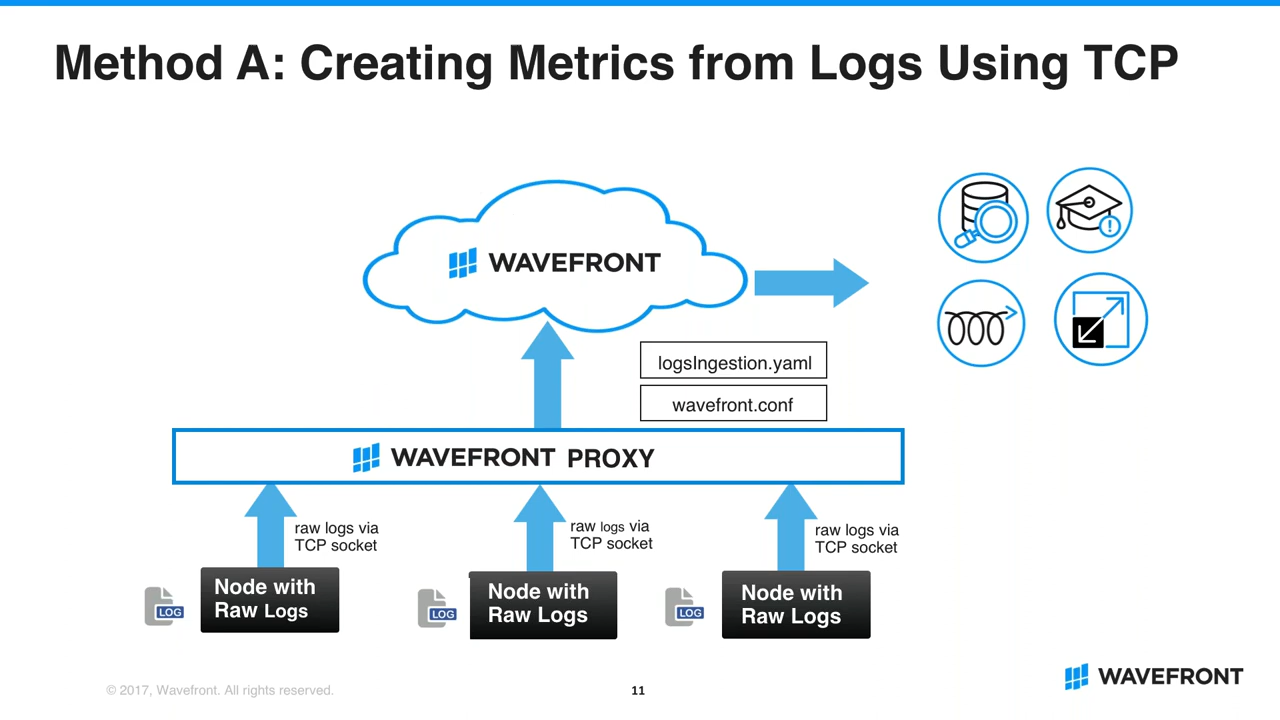 Method A: Creating Metrics from Logs Using TCP
WAVEFRONT
!
logsIngestion.yaml
wavefront.conf
WAVEFRONT PROXY
raw logs via
TCP socket
raw logs via
TCP socket
raw logs via
TCP socket
LOG
Node with
Raw Logs
LOG
Node with
Raw Logs
LOG
Node with
Raw Logs
© 2017, Wavefront. All rights reserved.
11
WAVEFRONT